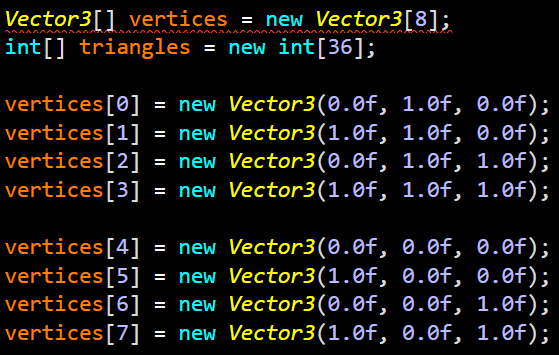 Vector3[] vertices = new Vector3[8];
int[] triangles = new int[36];
vertices[0] = new Vector3(0.0f, 1.0f, 0.0f);
vertices[1] = new Vector3(1.0f, 1.0f, 0.0f);
vertices[2] = new Vector3(0.0f, 1.0f, 1.0f);
vertices[3] = new Vector3(1.0f, 1.0f, 1.0f);
vertices[4] = new Vector3(0.0f, 0.0f, 0.0f);
vertices[5] = new Vector3(1.0f, 0.0f, 0.0f);
vertices[6] = new Vector3(0.0f, 0.0f, 1.0f);
vertices[7] = new Vector3(1.0f, 0.0f, 1.0f);